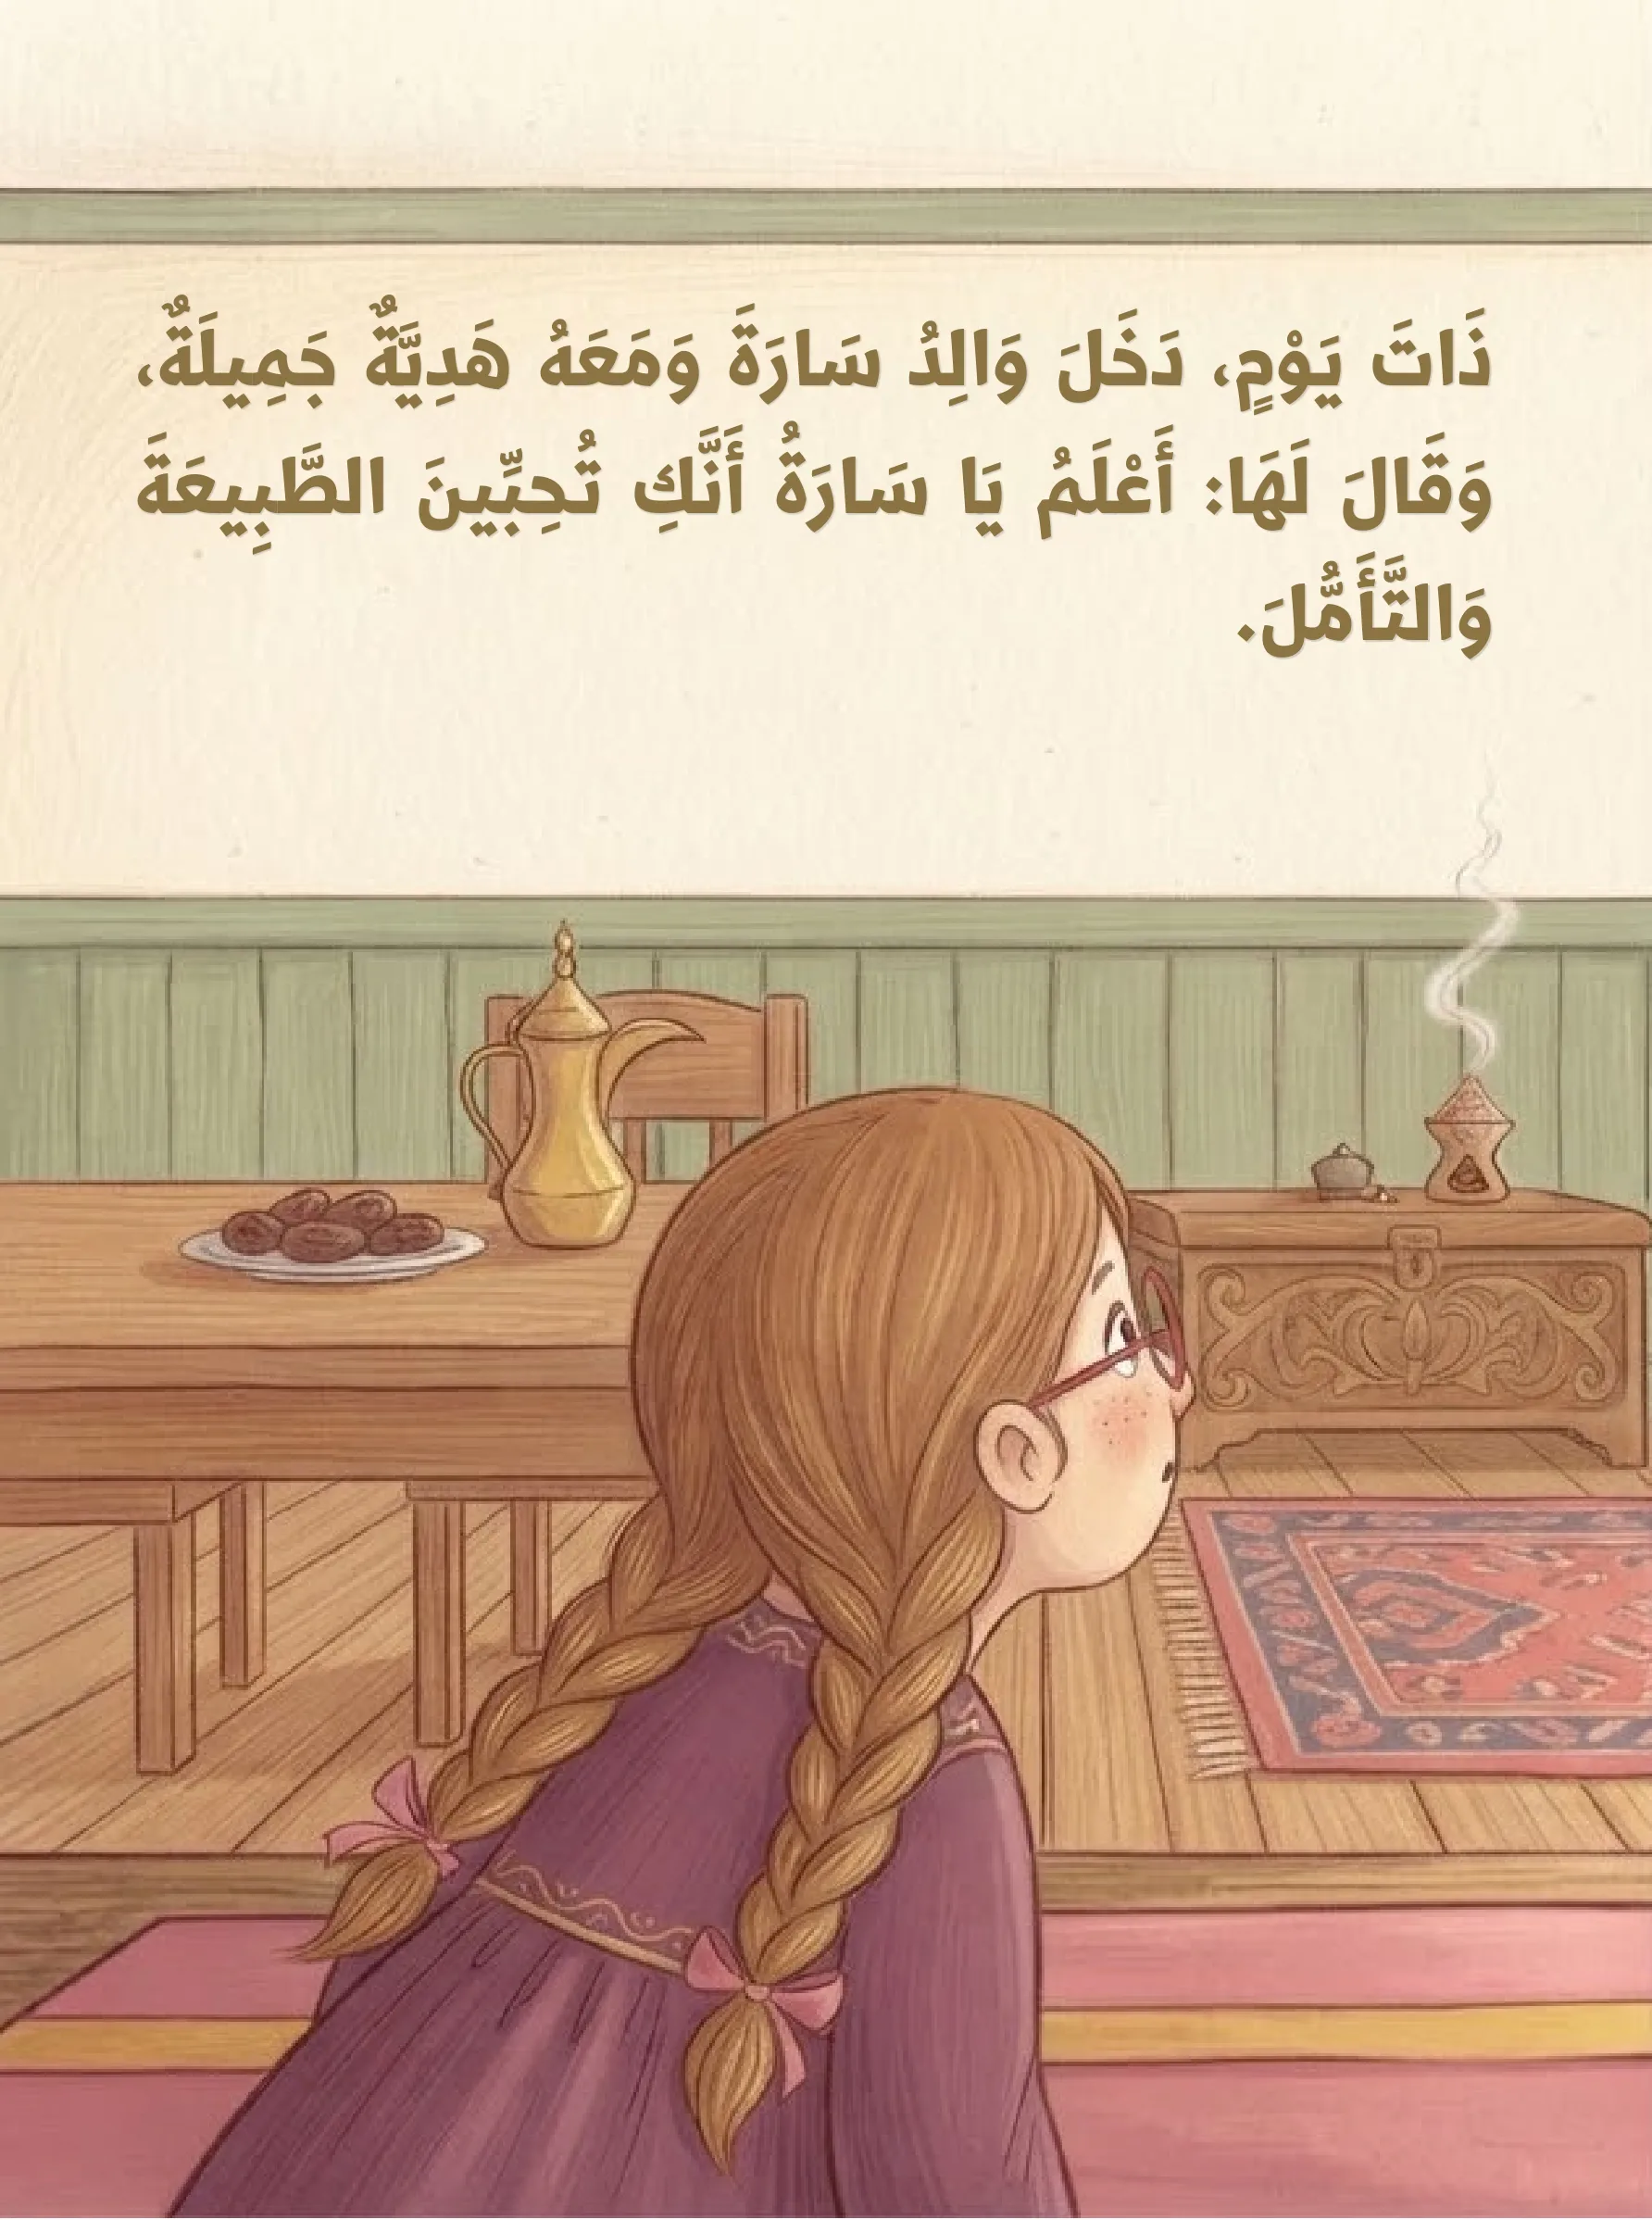 ذَاتَ يَوْمٍ، دَخَلَ وَالِدُ سَارَةَ وَمَعَهُ هَدِيَّةٌ جَمِيلَةٌ،
وَقَالَ لَهَا: أَعْلَمُ يَا سَارَةُ أَنَّكِ تُحِبِّينَ الطَّبِيعَةَ
وَالتَّأَمُّلَ.